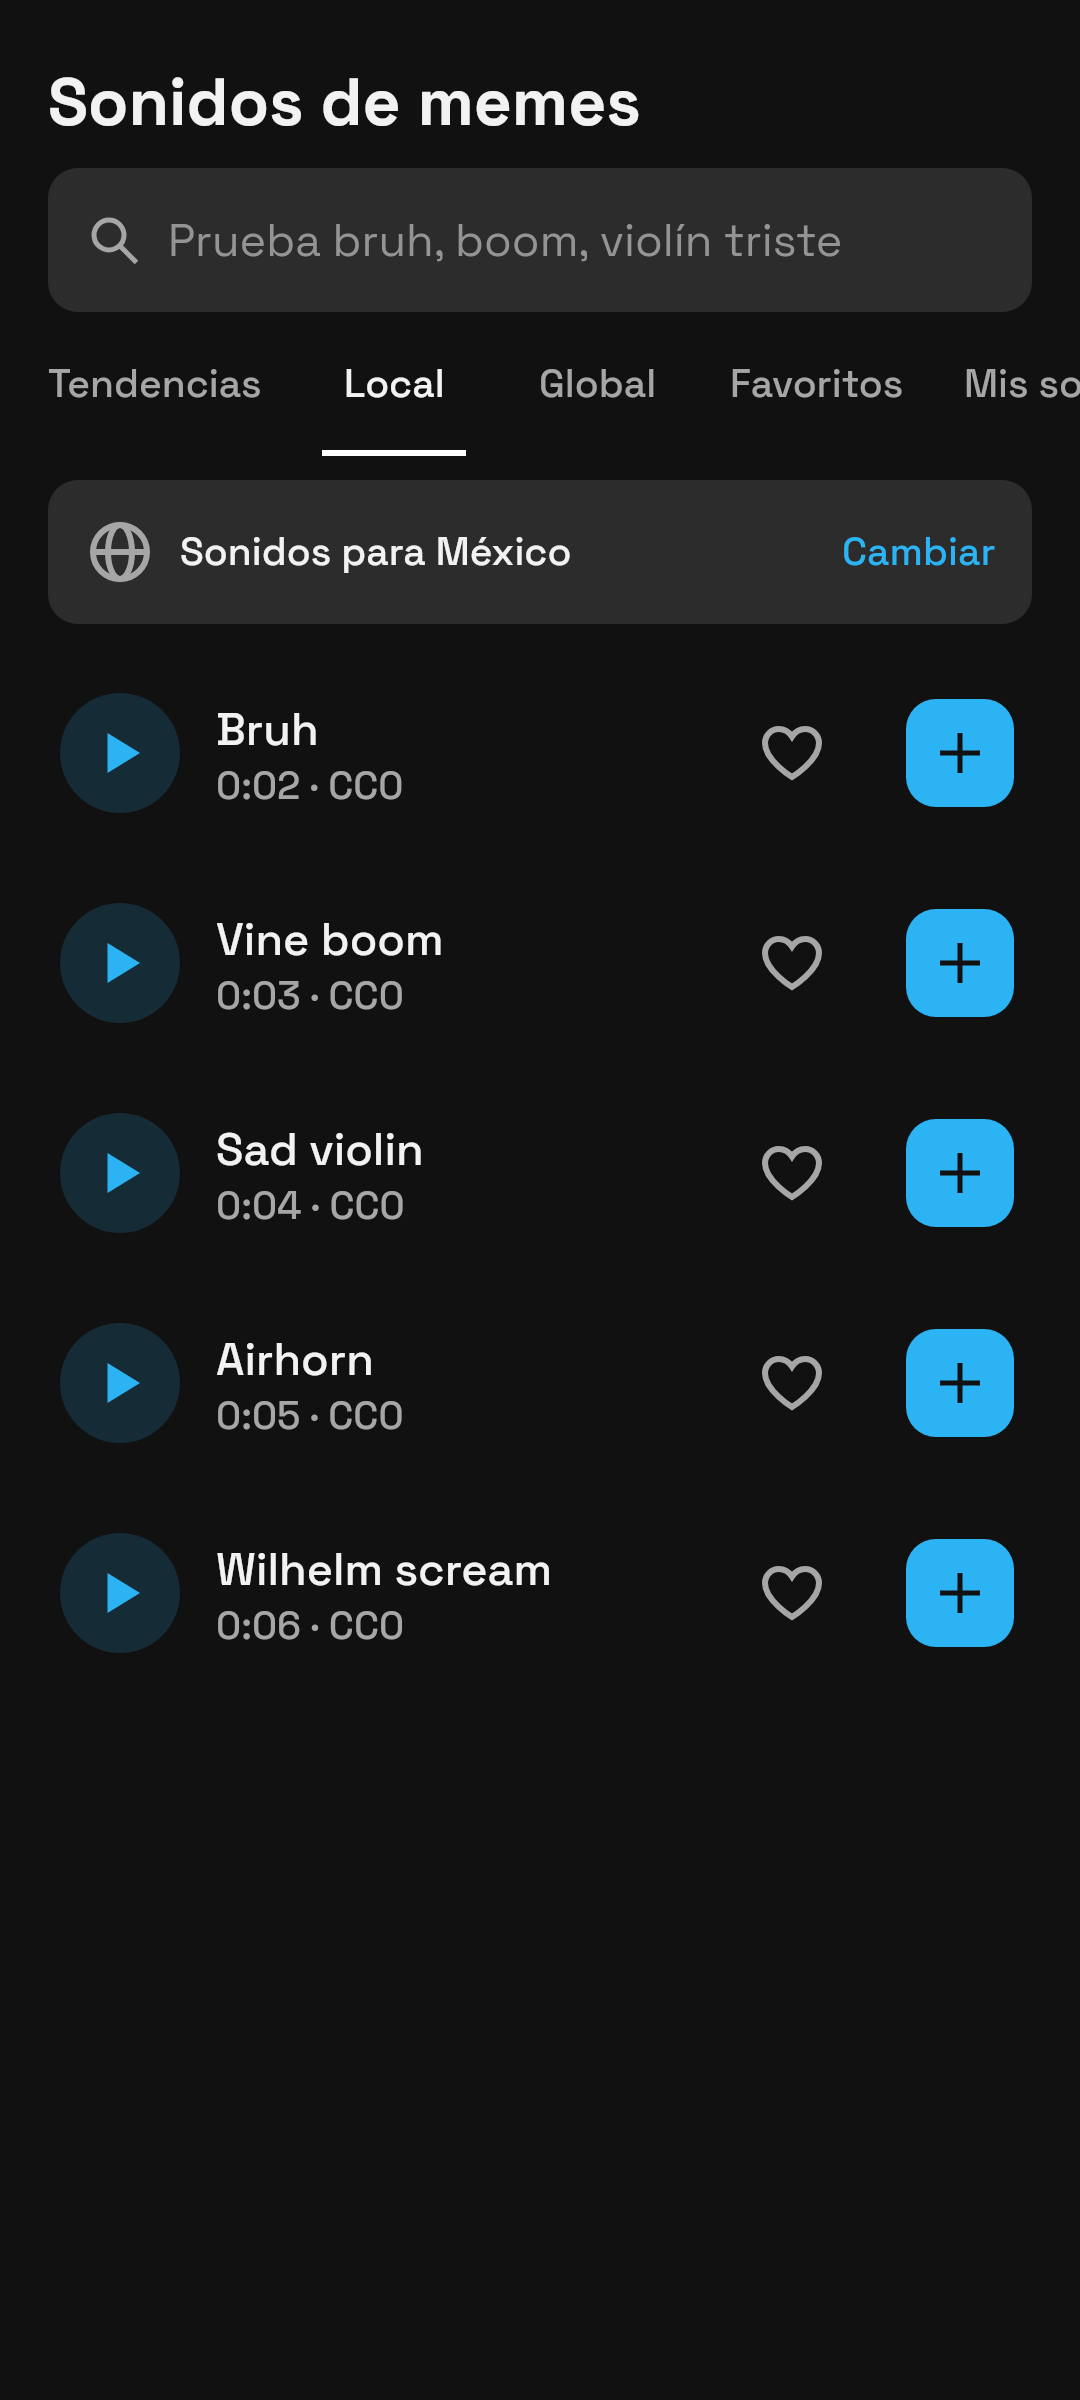 Sonidos de memes
Prueba bruh, boom, violín triste
Tendencias Local Global Favoritos Mis so
Sonidos para México Cambiar
Bruh
0:02 · CC0
Vine boom
0:03 · CC0
Sad violin
0:04 · CC0
Airhorn
0:05 · CC0
Wilhelm scream
0:06 · CC0